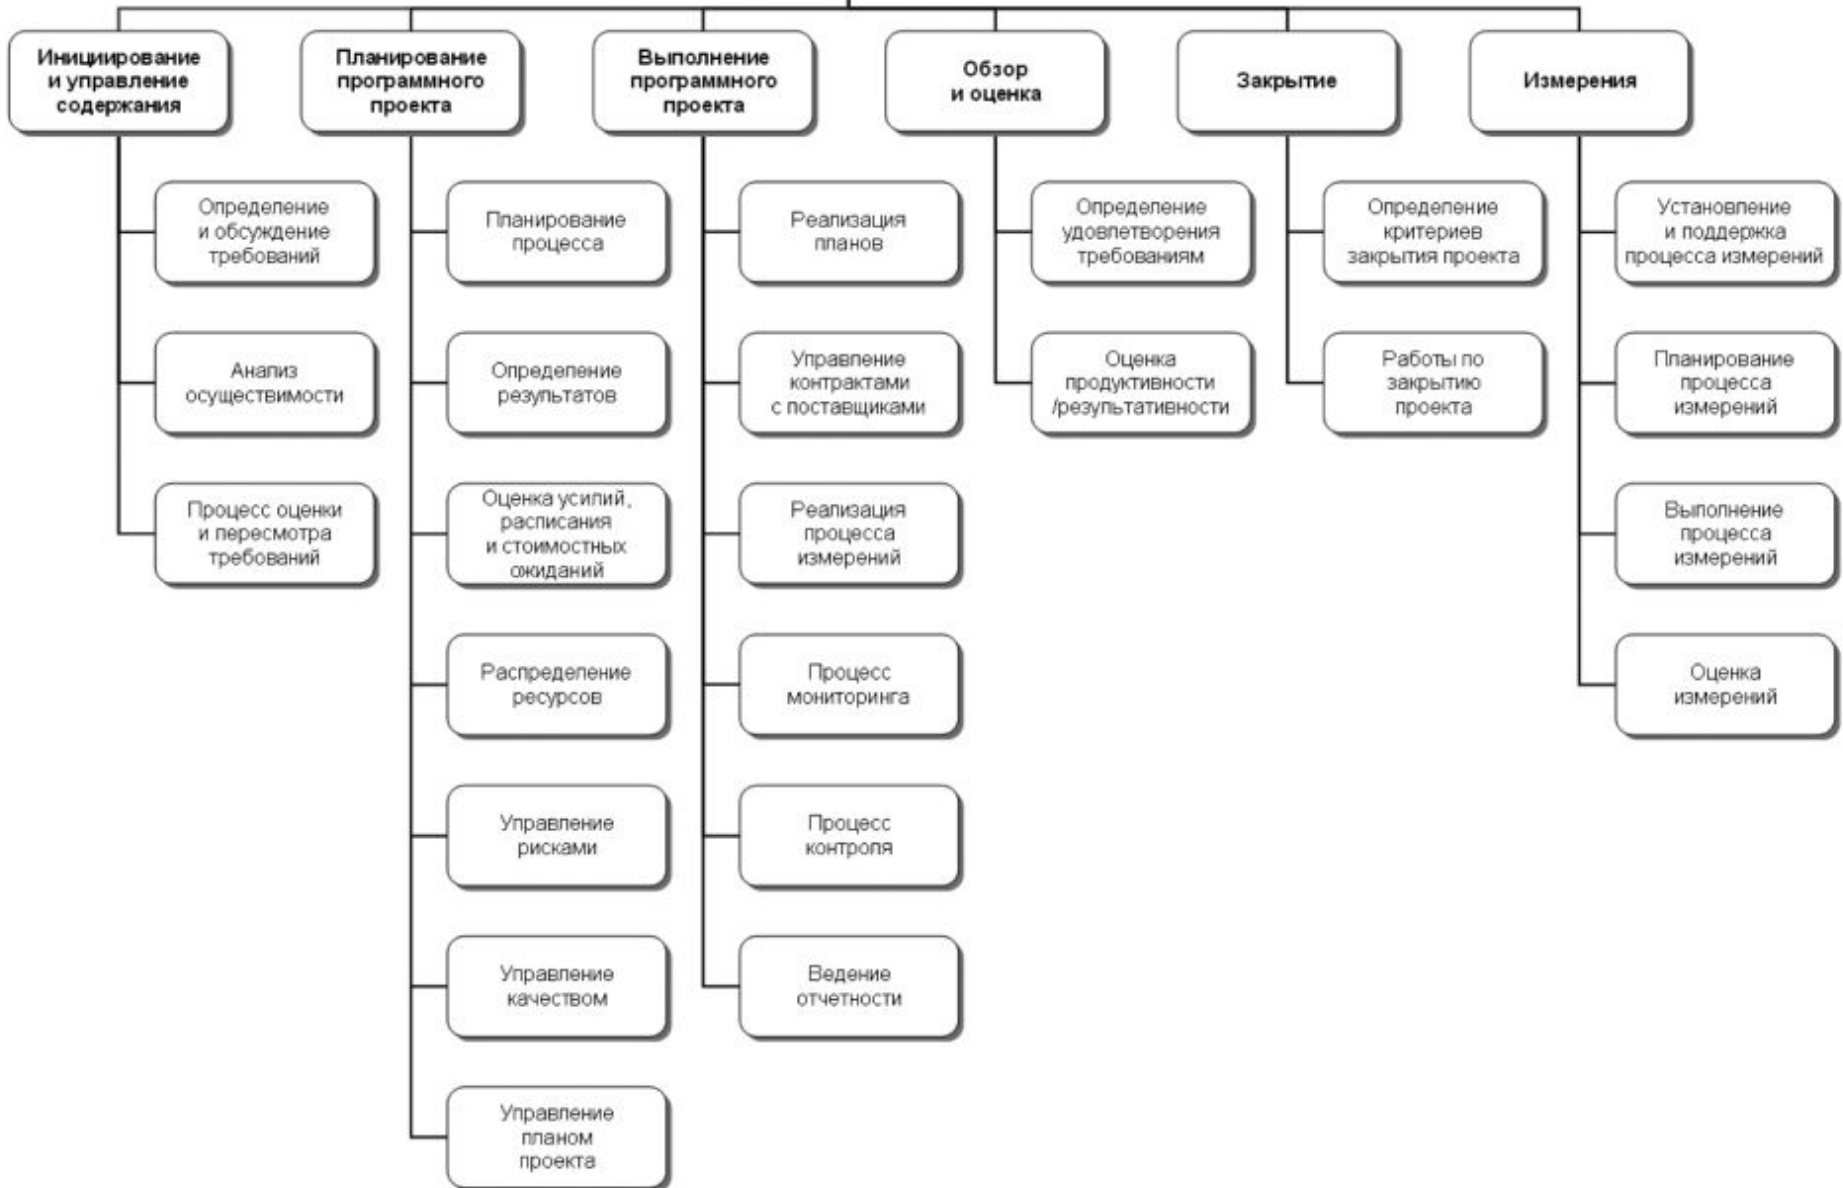 Инициирование
и управление
содержания
Планирование
программного
проекта
Выполнение
программного
проекта
Обзор
и оценка
Закрытие
Измерения
Определение
и обсуждение
требований
Анализ
осуществимости
Процесс оценки
и пересмотра
требований
Планирование
процесса
Определение
результатов
Оценка усилий,
расписания
и стоимостных
ожиданий
Распределение
ресурсов
Управление
рисками
Управление
качеством
Управление
планом
проекта
Реализация
планов
Управление
контрактами
с поставщиками
Реализация
процесса
измерений
Процесс
мониторинга
Процесс
контроля
Ведение
отчетности
Определение
удовлетворения
требованиям
Оценка
продуктивности
/результативности
Определение
критериев
закрытия проекта
Работы по
закрытию
проекта
Установление
и поддержка
процесса измерений
Планирование
процесса
измерений
Выполнение
процесса
измерений
Оценка
измерений